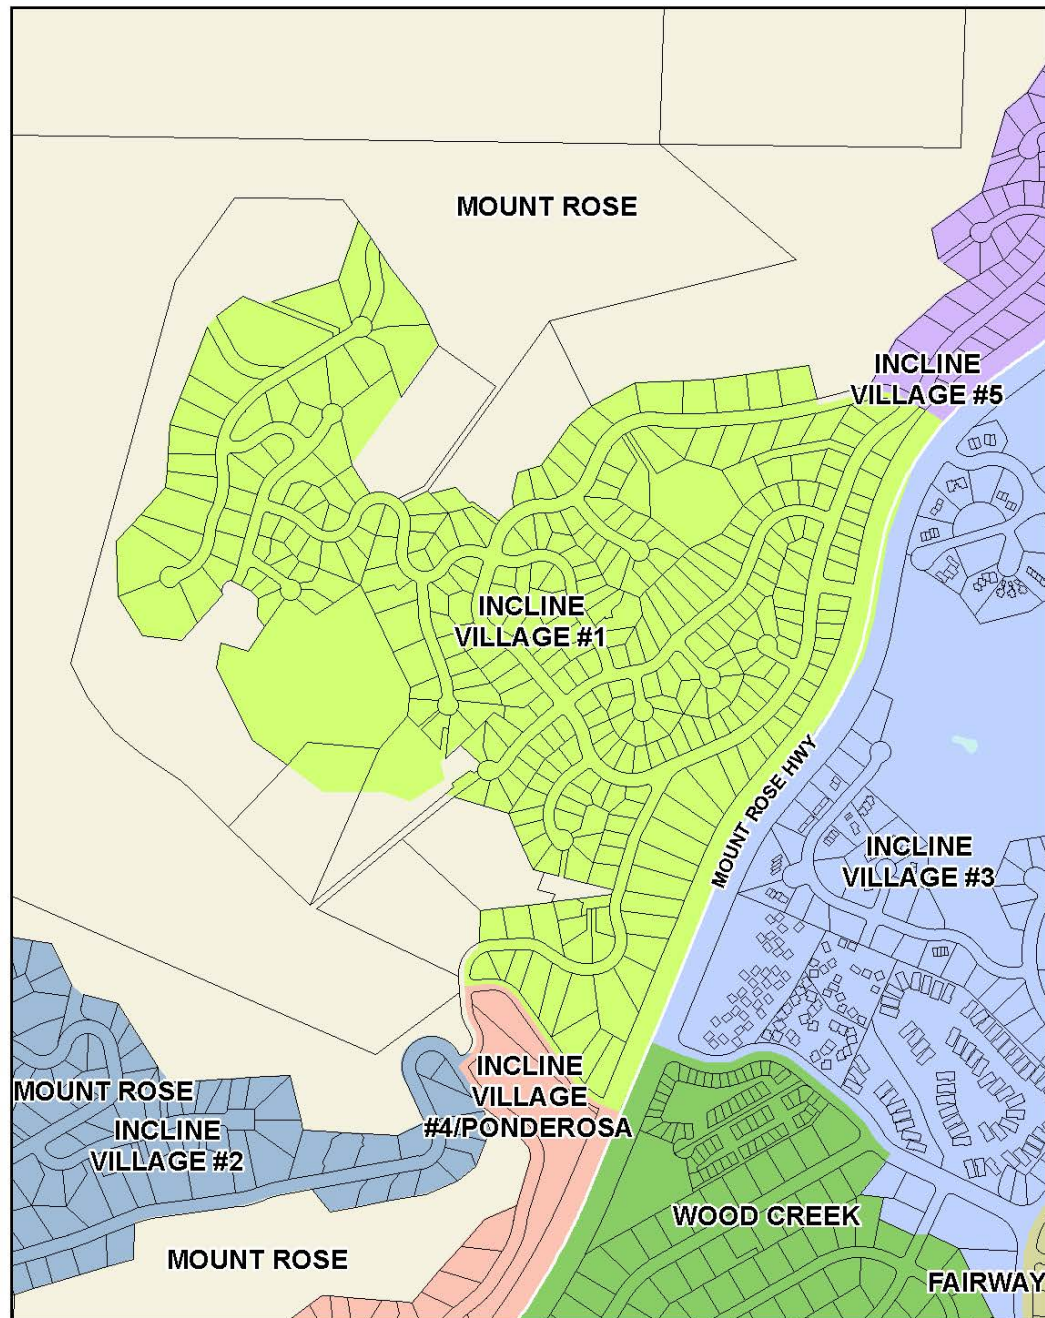 MOUNT ROSE
INCLINE
VILLAGE #5
INCLINE
VILLAGE #1
MOUNT ROSE HWY
INCLINE
VILLAGE #3
INCLINE
VILLAGE
#4/PONDEROSA
MOUNT ROSE
INCLINE
VILLAGE #2
WOOD CREEK
MOUNT ROSE
FAIRWAY